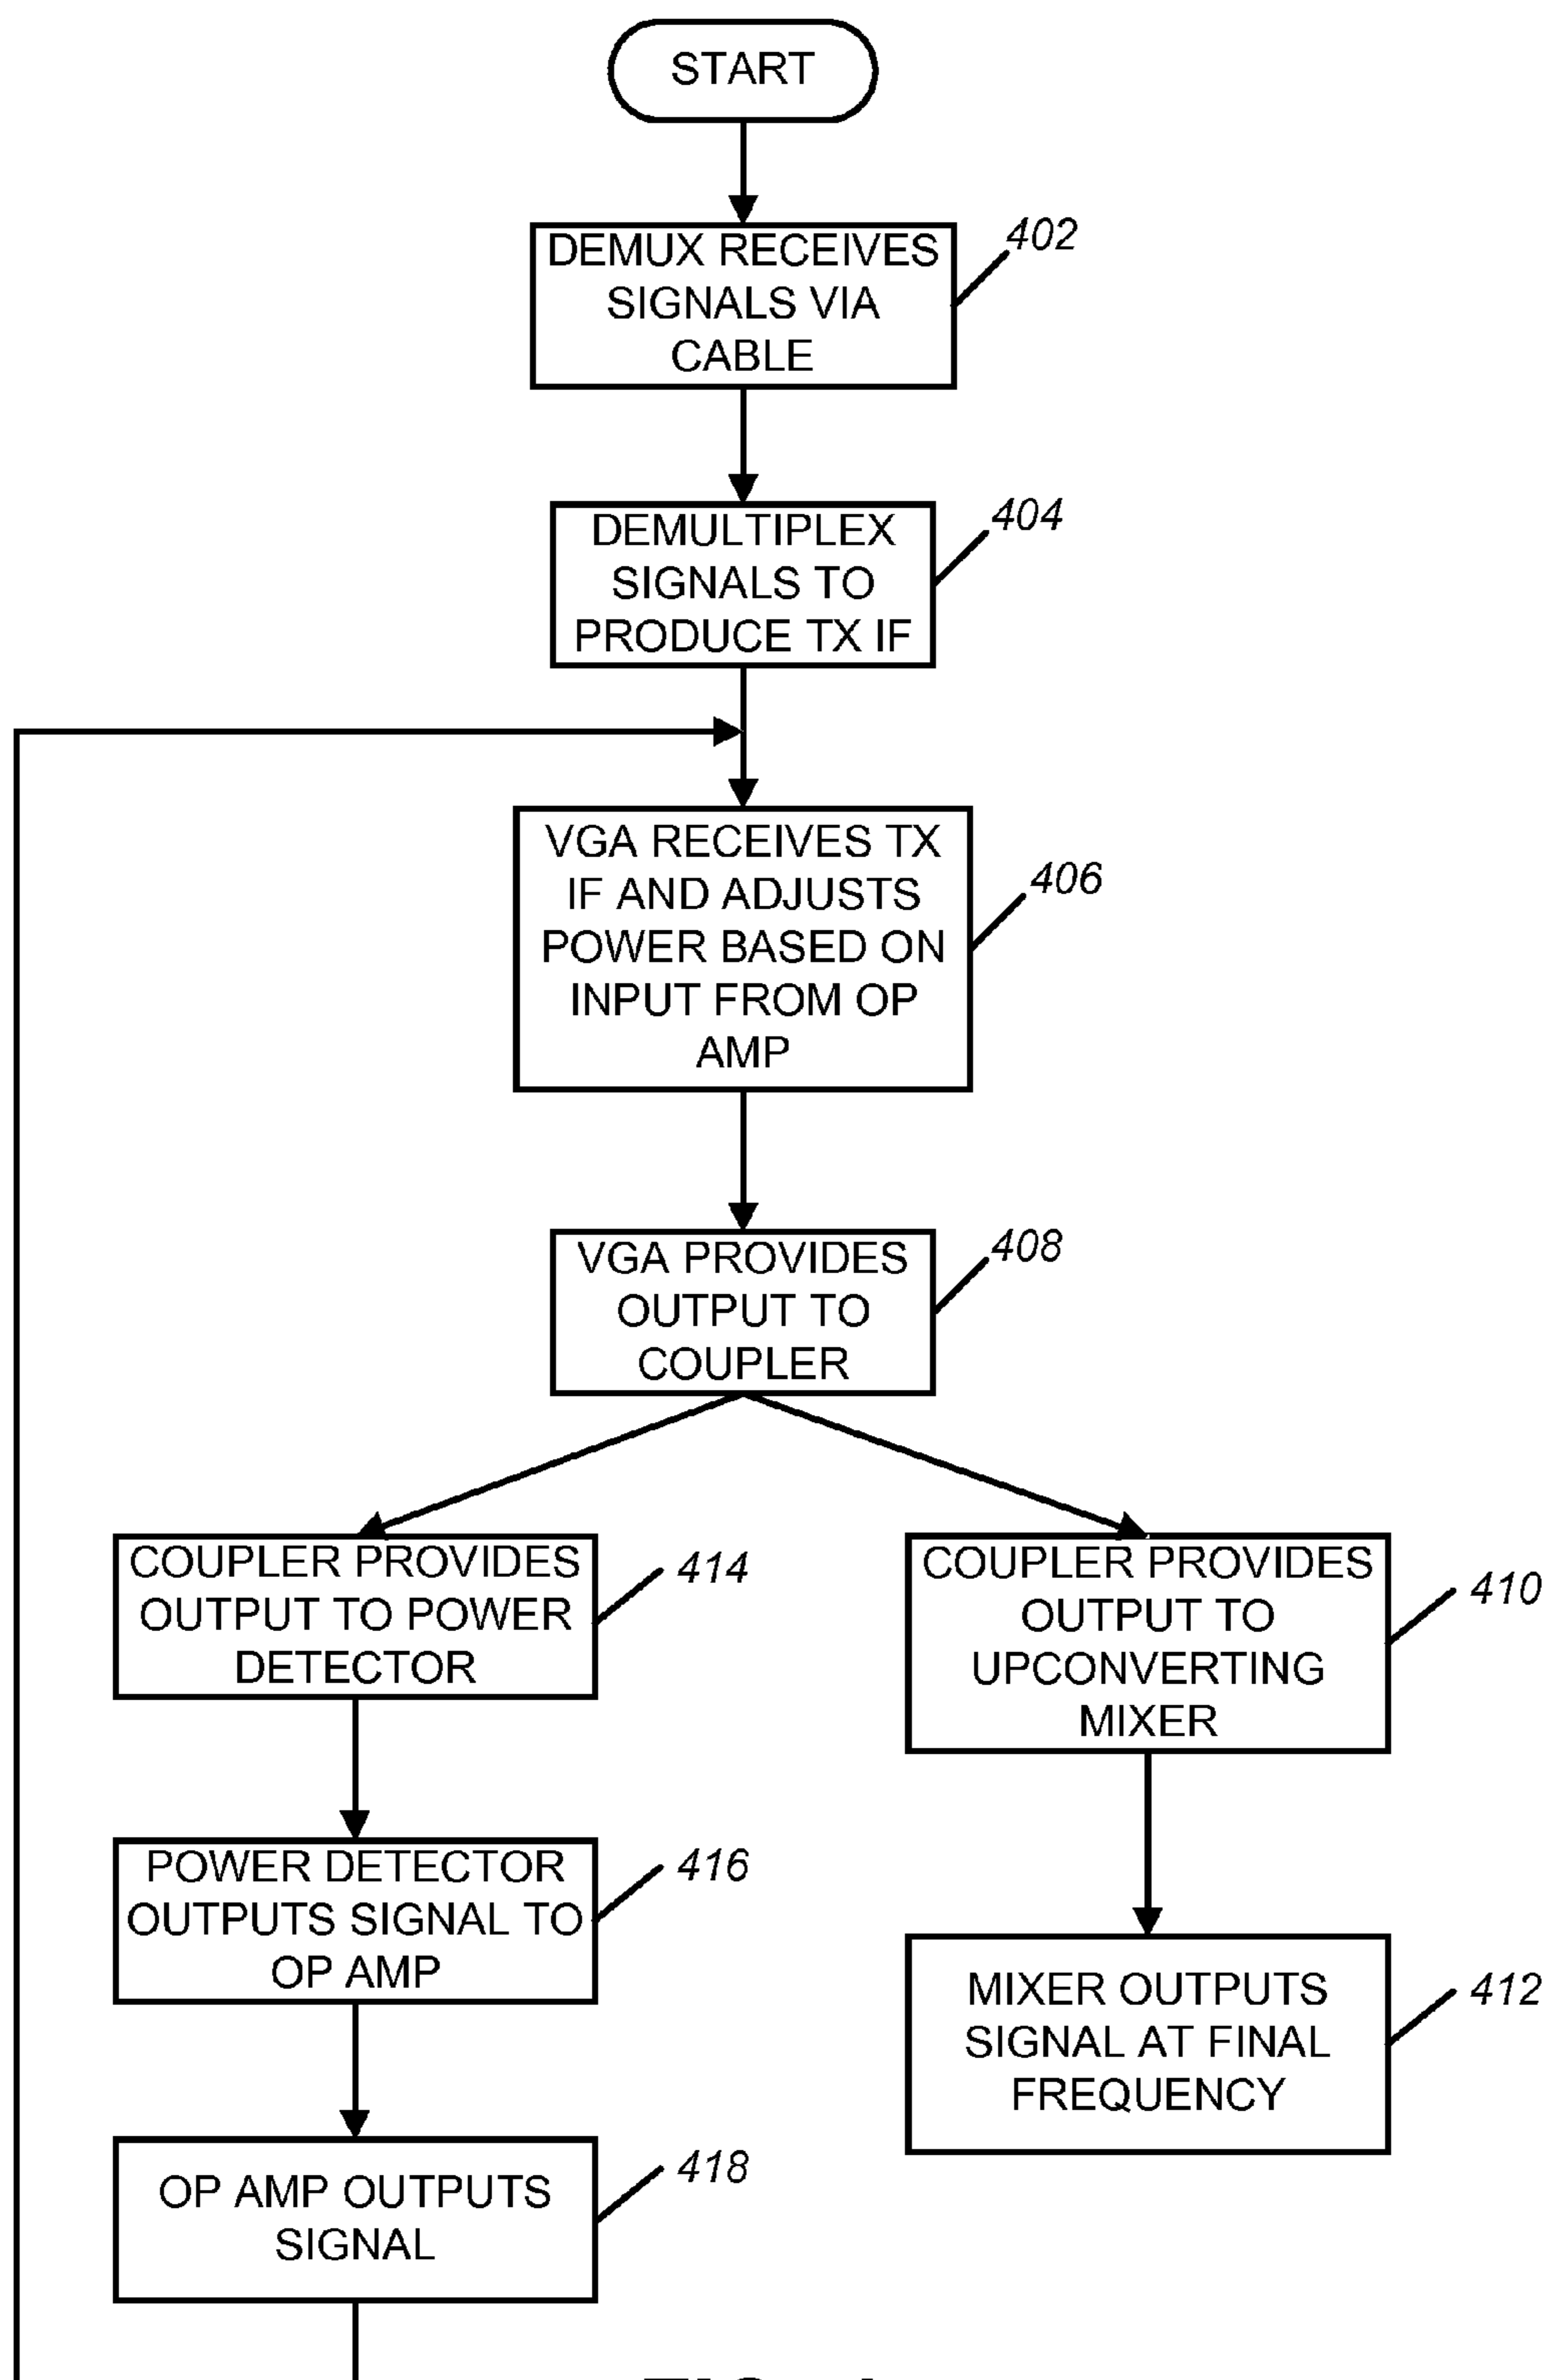 START
DEMUX RECEIVES
SIGNALS VIA
CABLE
402
DEMULTIPLEX
SIGNALS TO
PRODUCE TX IF
404
VGA RECEIVES TX
IF AND ADJUSTS
POWER BASED ON
INPUT FROM OP
AMP
406
VGA PROVIDES
OUTPUT TO
COUPLER
408
COUPLER PROVIDES
OUTPUT TO POWER
DETECTOR
414
COUPLER PROVIDES
OUTPUT TO
UPCONVERTING
MIXER
410
POWER DETECTOR
OUTPUTS SIGNAL TO
OP AMP
416
MIXER OUTPUTS
SIGNAL AT FINAL
FREQUENCY
412
OP AMP OUTPUTS
SIGNAL
418